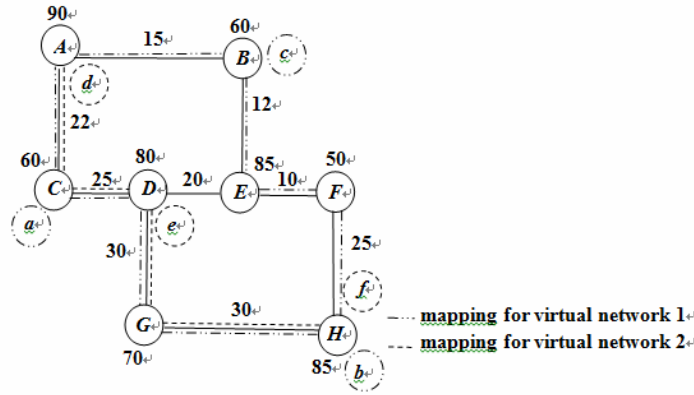 90
15
60
A
B
c
d
22
12
60
80
85
50
25
20
10
C
D
E
F
a
e
30
25
f
30
G
H
70
85
b
mapping for virtual network 1
mapping for virtual network 2